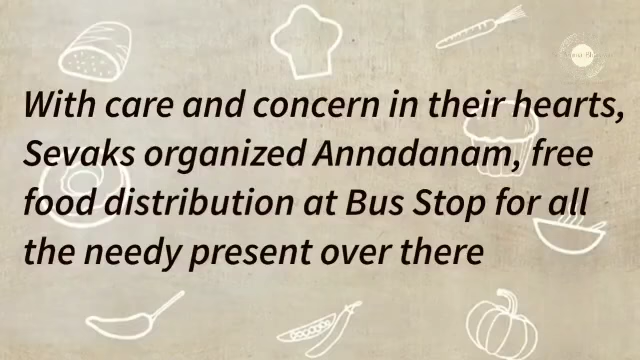 With care and concern in their hearts,
Sevaks organized Annadanam, free
food distribution at Bus Stop for all
the needy present over there